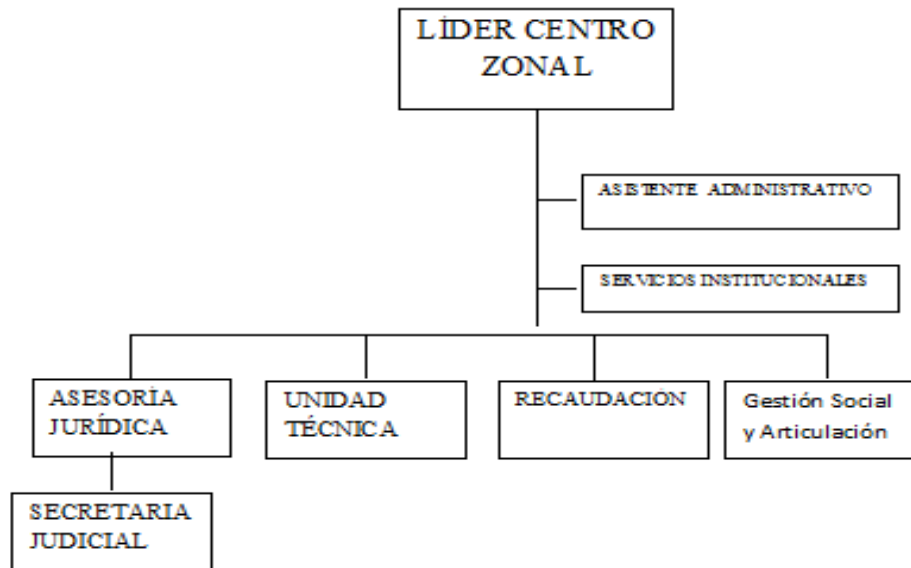 LÍDER CENTRO
ZONAL
ASISTENTE ADMINISTRATIVO
SERVICIOS INSTITUCIONALES
ASESORÍA
JURÍDICA
UNIDAD
TÉCNICA
RECAUDACIÓN
Gestión Social
y Articulación
SECRETARIA
JUDICIAL